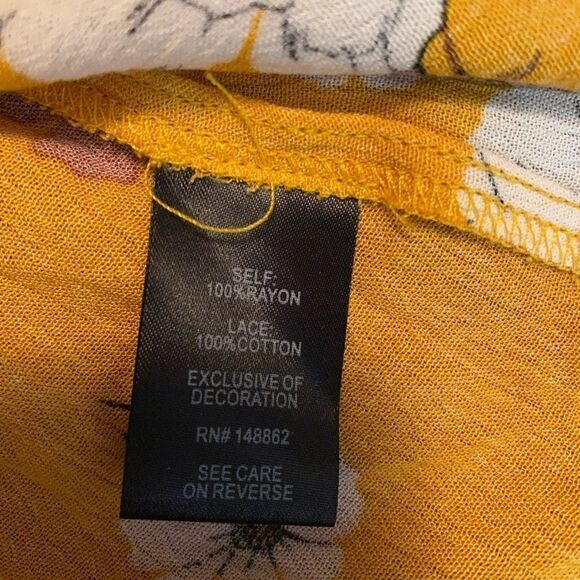 SELF:
100%RAYON
LACE:
100%COTTON
EXCLUSIVE OF
DECORATION
RN# 148862
SEE CARE
ON REVERSE